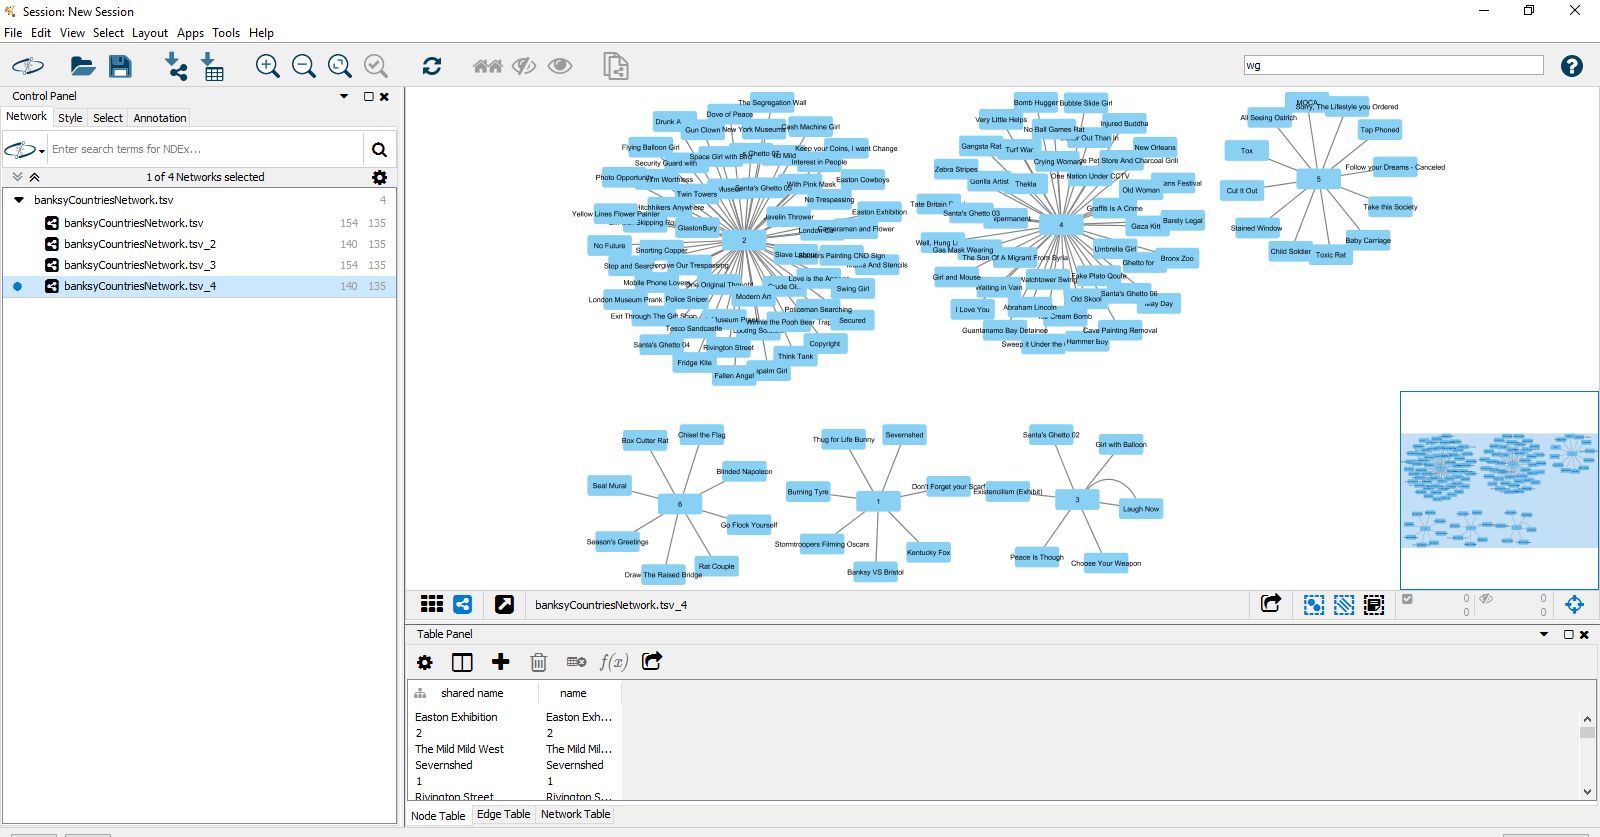 Session: New Session
File Edit View Select Layout Apps Tools Help
wg
Control Panel
Network Style Select Annotation
Enter search terms for NDEx...
1 of 4 Networks selected
banksyCountriesNetwork.tsv 4
banksyCountriesNetwork.tsv 154 135
banksyCountriesNetwork.tsv_2 140 135
banksyCountriesNetwork.tsv_3 154 135
banksyCountriesNetwork.tsv_4 140 135
The Segregation Wall
Dove of Peace
Drunk A
Gun Clown
New York Museums
Cash Machine Girl
Flying Balloon Girl
Keep your Coins, I want Change
Space Girl with Bird
Security Guard with
Interest in People
Photo Opportunity
I'm Worthless
Santa's Ghetto 05
With Pink Mask
Easton Cowboys
Twin Towers
No Trespassing
Hitchhikers Anywhere
Yellow Lines Flower Painter
Javelin Thrower
Easton Exhibition
GlastonBury
Cameraman and Flower
2
No Future
Snorting Copper
Slave Labour
Painting CND Sign
Stop and Search
Forgive Our Trespassing
And Stencils
Mobile Phone Lovers
One Original Thought
Love is the
Swing Girl
London Museum Prank
Police Sniper
Modern Art
Policeman Searching
Exit Through The Gift Shop
Museum Prank
Winnie the Pooh Bear Trap
Secured
Tesco Sandcastle
Santa's Ghetto 04
Rivington Street
Copyright
Think Tank
Fridge Kite
Fallen Angel
Girl
Bomb Hugger
Bubble Slide Girl
Very Little Helps
No Ball Games Rat
Injured Buddha
Out Than In
Gangsta Rat
Turf War
New Orleans
Crying Woman
Pet Store And Charcoal Grill
Zebra Stripes
One Nation Under CCTV
Gorilla Artist
Thekla
Old Woman
Festival
Tate Britain
Santa's Ghetto 03
Graffiti Is A Crime
Barely Legal
4
Gaza Kitt
Well, Hung
Gas Mask Wearing
Umbrella Girl
The Son Of A Migrant From Syria
Ghetto for
Bronx Zoo
Girl and Mouse
Watchtower Swing
Fake Plato Qoute
Waiting in Vain
Santa's Ghetto 06
Old Skool
May Day
I Love You
Abraham Lincoln
Cream Bomb
Guantanamo Bay Detainee
Cave Painting Removal
Sweep it Under the
Hammer Boy
MOCA
Sorry, The Lifestyle you Ordered
All Seeing Ostrich
Tap Phoned
Tox
Follow your Dreams - Canceled
5
Cut It Out
Take this Society
Stained Window
Baby Carriage
Child Soldier
Toxic Rat
Box Cutter Rat
Chisel the Flag
Blinded Napoleon
Seal Mural
6
Go Flock Yourself
Season's Greetings
Draw The Raised Bridge
Rat Couple
Thug for Life Bunny
Severnshed
Burning Tyre
Don't Forget your Scarf
1
Stormtroopers Filming Oscars
Kentucky Fox
Banksy VS Bristol
Santa's Ghetto 02
Girl with Balloon
Existencilism (Exhibit)
3
Laugh Now
Peace Is Though
Choose Your Weapon
banksyCountriesNetwork.tsv_4
0 0
0 0
Table Panel
f(x)
shared name name
Easton Exhibition Easton Exh...
2 2
The Mild Mild West The Mild Mil...
Severnshed Severnshed
1 1
Rivington Street Rivington S...
Node Table Edge Table Network Table